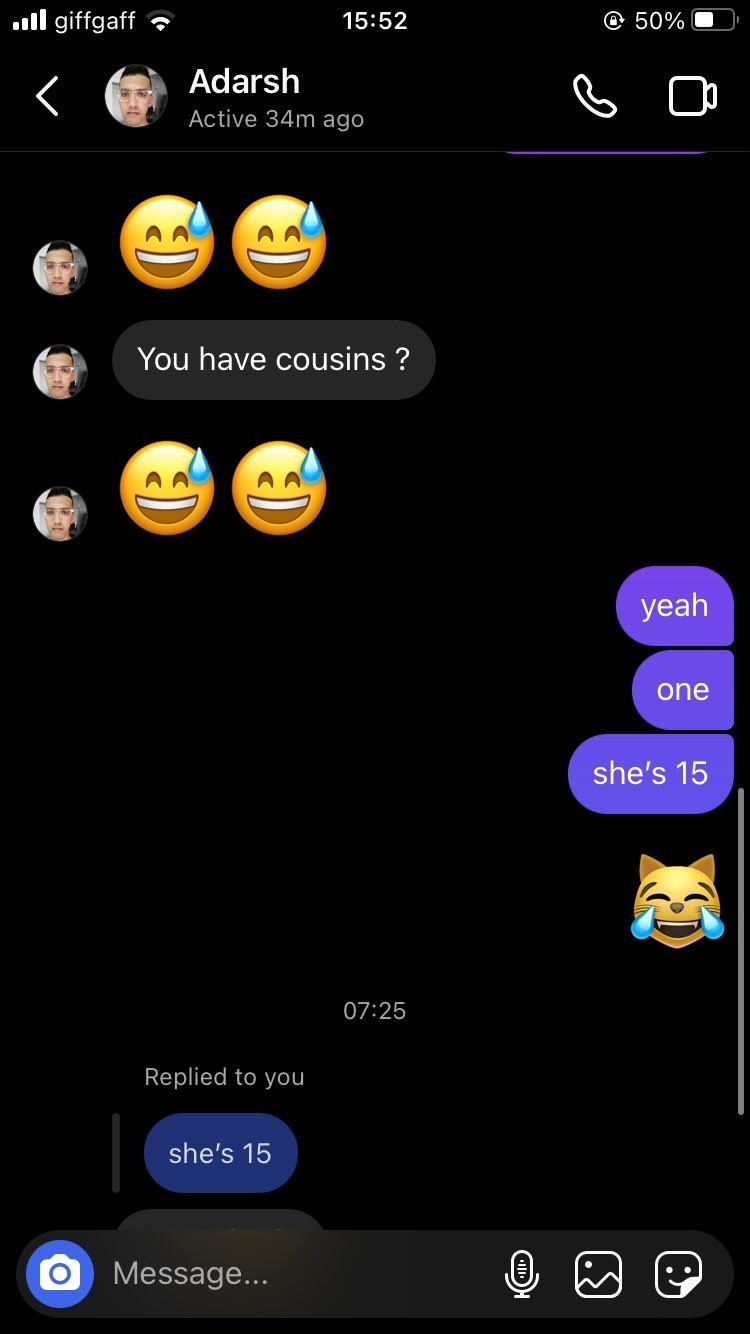 giffgaff 15:52 50%
Adarsh
Active 34m ago
You have cousins ?
yeah
one
she’s 15
07:25
Replied to you
she’s 15
Message...